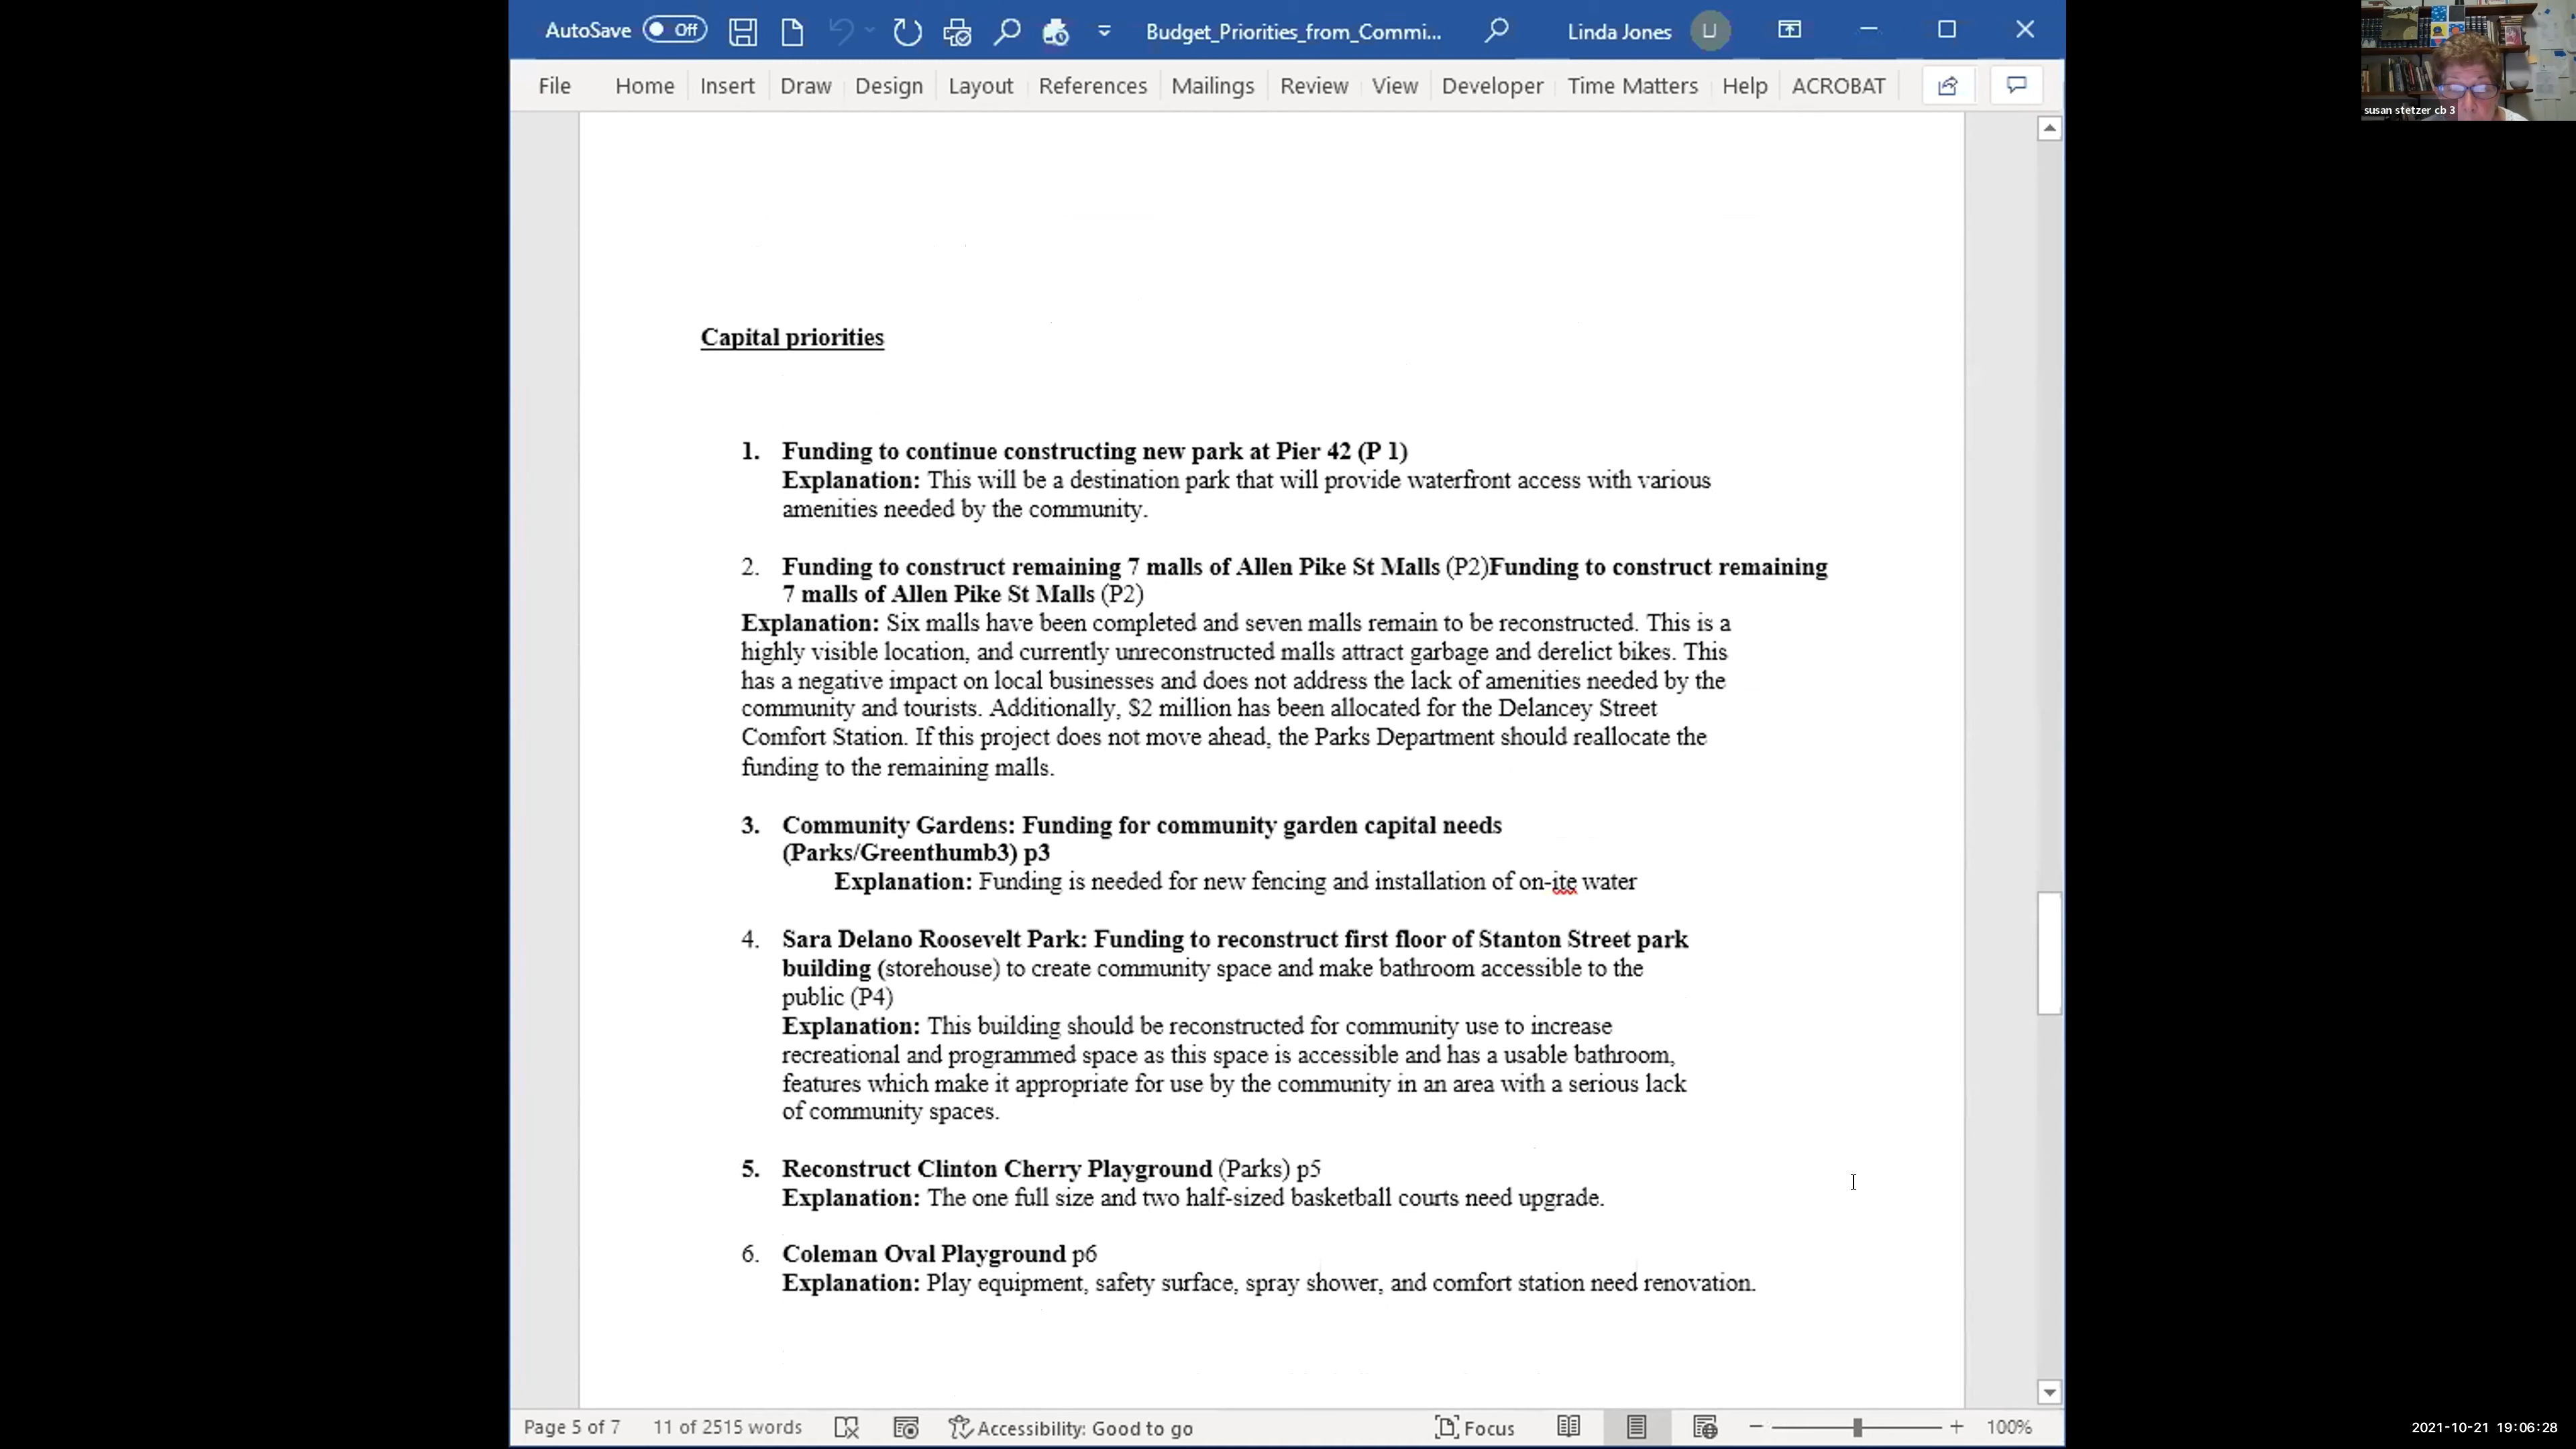 AutoSave Off Budget_Priorities_from_Commi... Linda Jones LJ
File Home Insert Draw Design Layout References Mailings Review View Developer Time Matters Help ACROBAT
susan stetzer cb 3
Capital priorities
1. Funding to continue constructing new park at Pier 42 (P 1)
Explanation: This will be a destination park that will provide waterfront access with various
amenities needed by the community.
2. Funding to construct remaining 7 malls of Allen Pike St Malls (P2)Funding to construct remaining
7 malls of Allen Pike St Malls (P2)
Explanation: Six malls have been completed and seven malls remain to be reconstructed. This is a
highly visible location, and currently unreconstructed malls attract garbage and derelict bikes. This
has a negative impact on local businesses and does not address the lack of amenities needed by the
community and tourists. Additionally, $2 million has been allocated for the Delancey Street
Comfort Station. If this project does not move ahead, the Parks Department should reallocate the
funding to the remaining malls.
3. Community Gardens: Funding for community garden capital needs
(Parks/Greenthumb3) p3
Explanation: Funding is needed for new fencing and installation of on-ite water
4. Sara Delano Roosevelt Park: Funding to reconstruct first floor of Stanton Street park
building (storehouse) to create community space and make bathroom accessible to the
public (P4)
Explanation: This building should be reconstructed for community use to increase
recreational and programmed space as this space is accessible and has a usable bathroom,
features which make it appropriate for use by the community in an area with a serious lack
of community spaces.
5. Reconstruct Clinton Cherry Playground (Parks) p5
Explanation: The one full size and two half-sized basketball courts need upgrade.
6. Coleman Oval Playground p6
Explanation: Play equipment, safety surface, spray shower, and comfort station need renovation.
Page 5 of 7 11 of 2515 words Accessibility: Good to go Focus 100%
2021-10-21 19:06:28